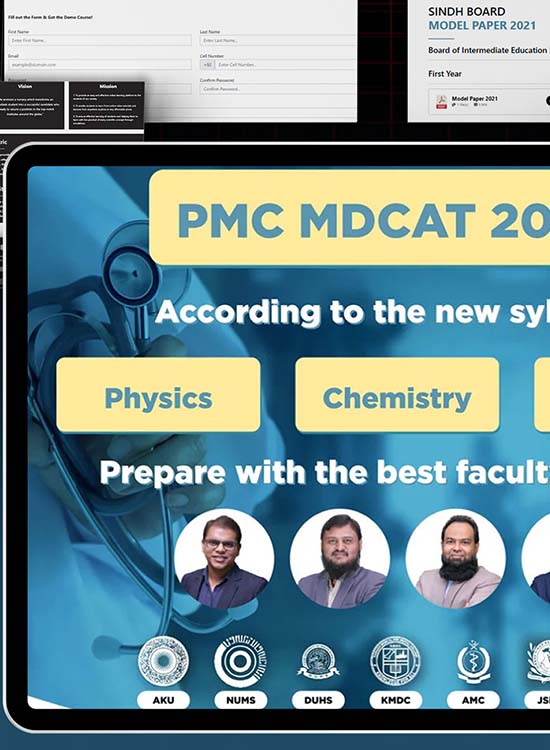 Fill out the Form & Get the Demo Course!
First Name
Last Name
Enter First Name..
Enter Last Name..
Email
Cell Number
example@domain.com
+92
Enter Cell Number..
Confirm Password
Confirm Password..
SINDH BOARD
MODEL PAPER 2021
Board of Intermediate Education
First Year
Model Paper 2021
Vision
Mission
PMC MDCAT 20
According to the new syl
Physics
Chemistry
Prepare with the best facult
AKU
NUMS
DUHS
KMDC
AMC